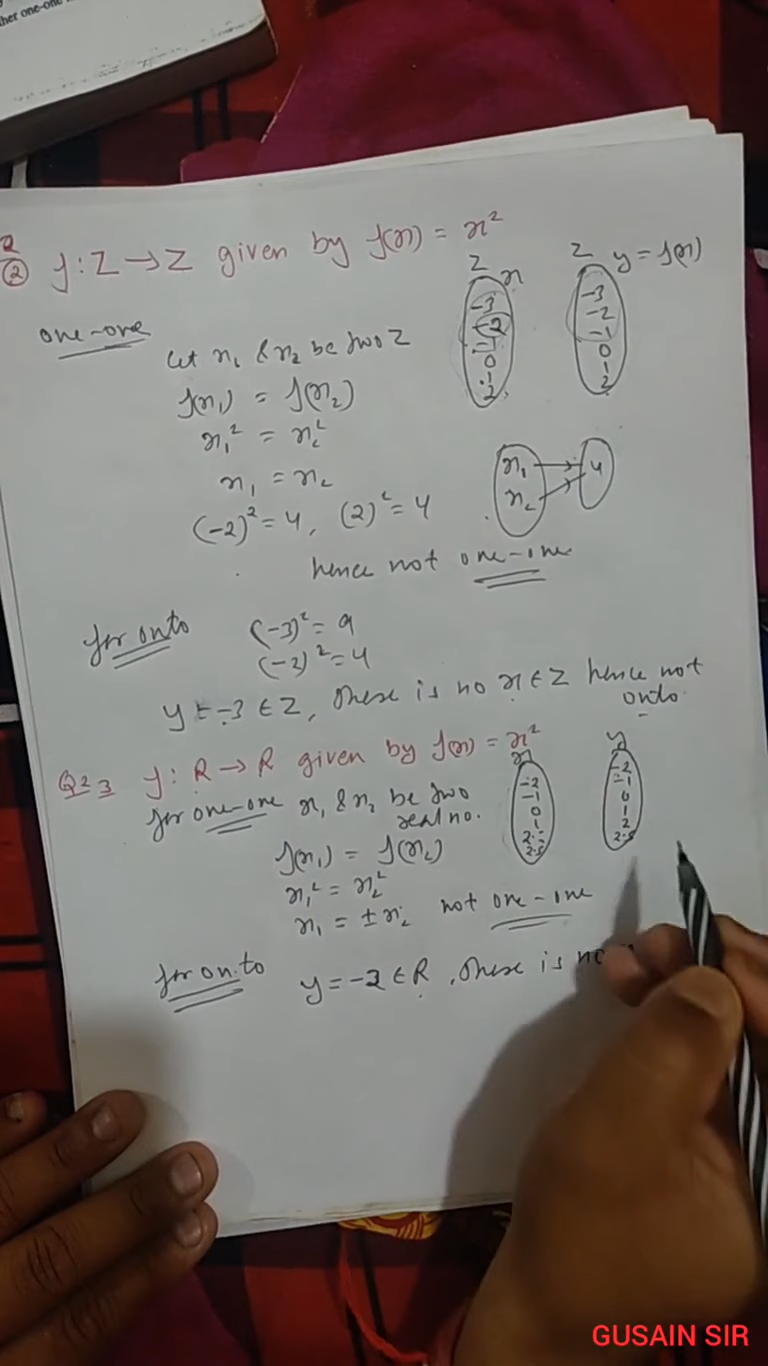 her one-one
Q
② f: Z → Z given by f(x) = x²
Z x Z y = f(x)
-3 -2 -1 0 1 2
-3 -2 -1 0 1 2
one-one
Let x₁ & x₂ be two Z
f(x₁) = f(x₂)
x₁² = x₂²
x₁ = x₂
x₁ x₂ 4
(-2)² = 4, (2)² = 4
hence not one-one
for onto (-3)² = 9
(-2)² = 4
y = -3 ∈ Z, there is no x ∈ Z hence not
onto.
Q2 3 f: R → R given by f(x) = x²
x y
-2 -1 0 1 2
-2 -1 0 1 2 2.5
for one-one x₁ & x₂ be two
real no.
f(x₁) = f(x₂)
x₁² = x₂²
x₁ = ± x₂ not one-one
for onto y = -2 ∈ R, there is no
GUSAIN SIR